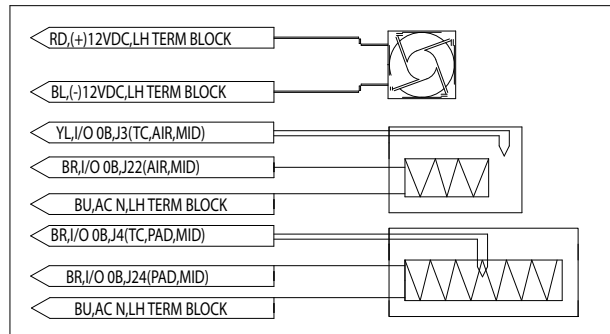 RD,(+)12VDC,LH TERM BLOCK
BL,(-)12VDC,LH TERM BLOCK
YL,I/O 0B,J3(TC,AIR,MID)
BR,I/O 0B,J22(AIR,MID)
BU,AC N,LH TERM BLOCK
BR,I/O 0B,J4(TC,PAD,MID)
BR,I/O 0B,J24(PAD,MID)
BU,AC N,LH TERM BLOCK